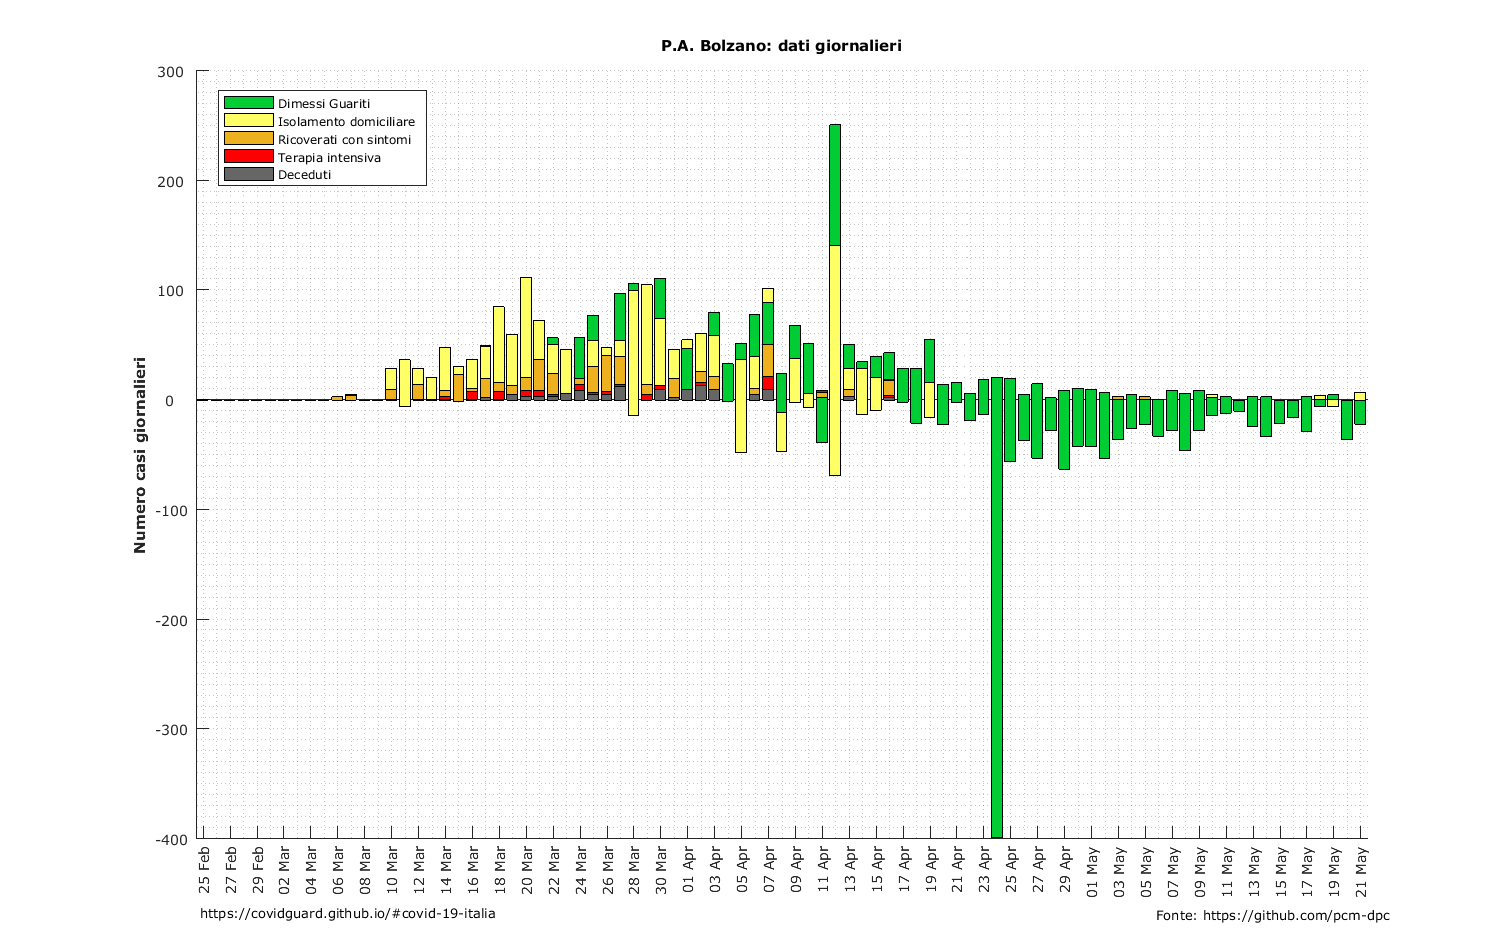 P.A. Bolzano: dati giornalieri
300
200
100
0
-100
-200
-300
-400
Numero casi giornalieri
Dimessi Guariti
Isolamento domiciliare
Ricoverati con sintomi
Terapia intensiva
Deceduti
25 Feb
27 Feb
29 Feb
02 Mar
04 Mar
06 Mar
08 Mar
10 Mar
12 Mar
14 Mar
16 Mar
18 Mar
20 Mar
22 Mar
24 Mar
26 Mar
28 Mar
30 Mar
01 Apr
03 Apr
05 Apr
07 Apr
09 Apr
11 Apr
13 Apr
15 Apr
17 Apr
19 Apr
21 Apr
23 Apr
25 Apr
27 Apr
29 Apr
01 May
03 May
05 May
07 May
09 May
11 May
13 May
15 May
17 May
19 May
21 May
https://covidguard.github.io/#covid-19-italia
Fonte: https://github.com/pcm-dpc